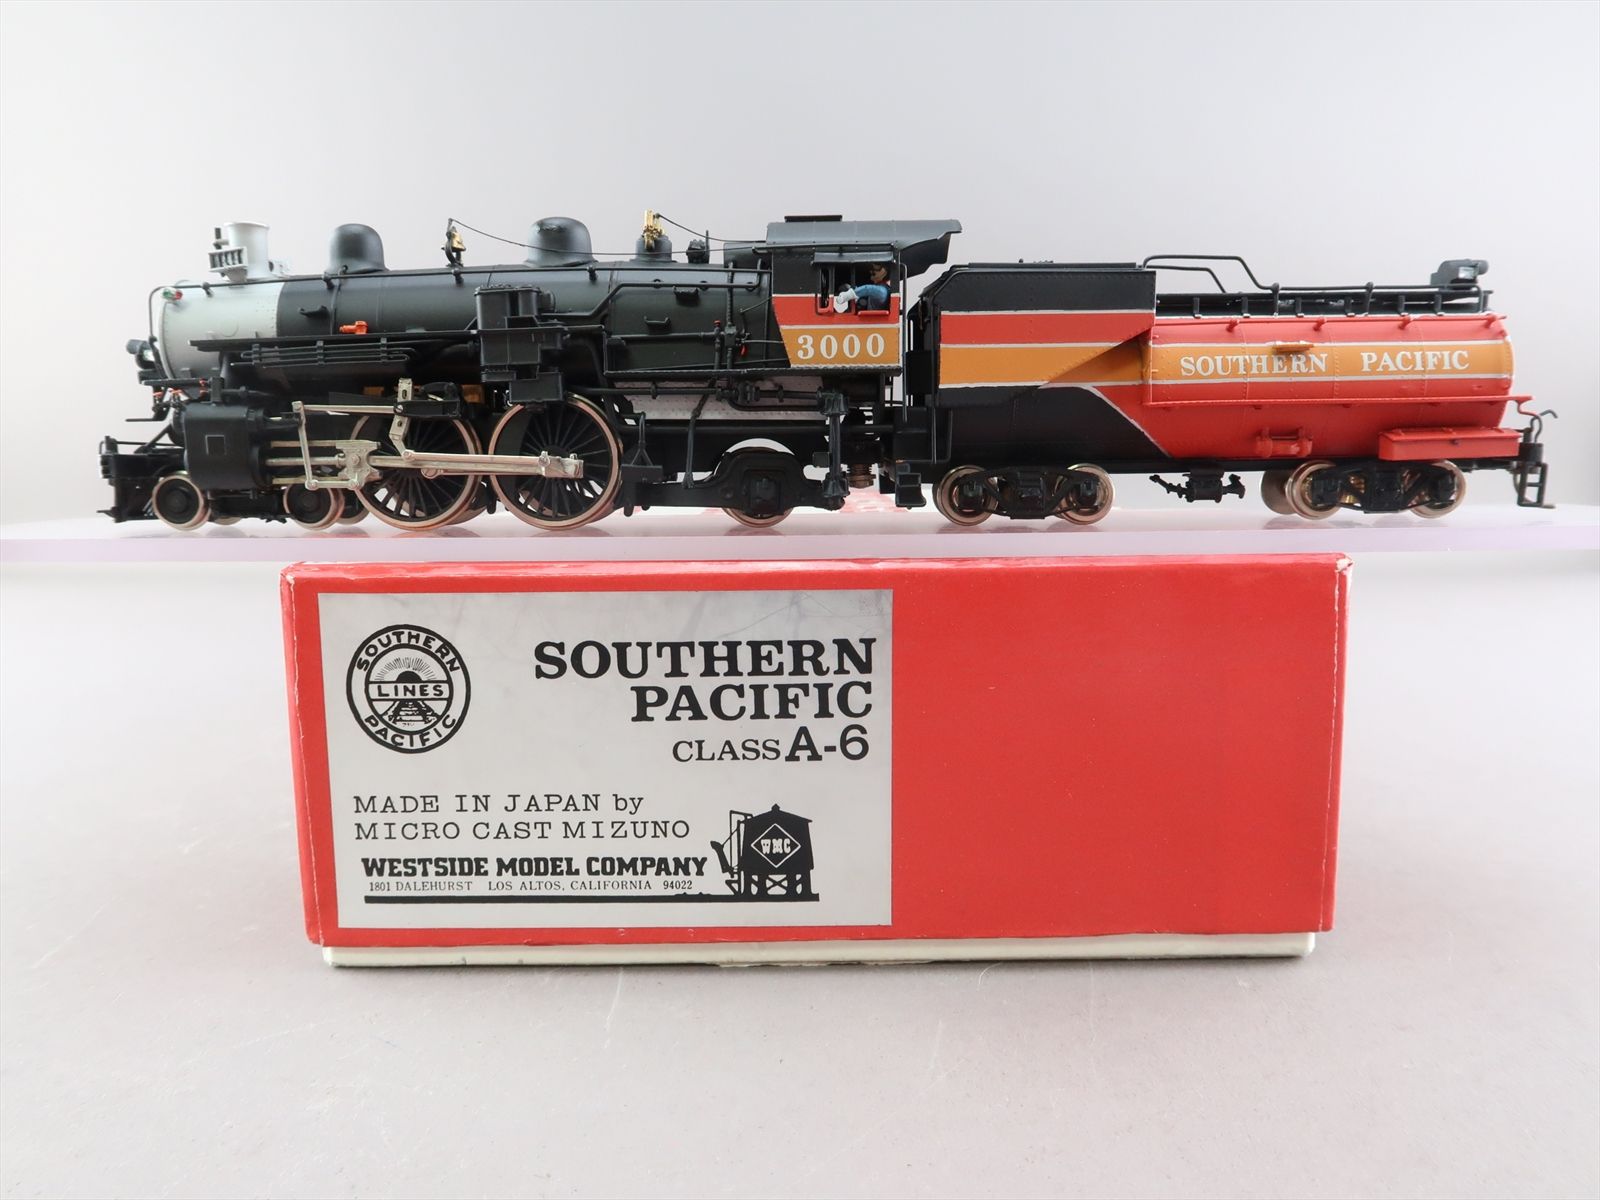 3000
SOUTHERN PACIFIC
SOUTHERN
LINES
PACIFIC
SOUTHERN
PACIFIC
CLASS A-6
MADE IN JAPAN by
MICRO CAST MIZUNO
WMC
WESTSIDE MODEL COMPANY
1801 DALEHURST LOS ALTOS, CALIFORNIA 94022